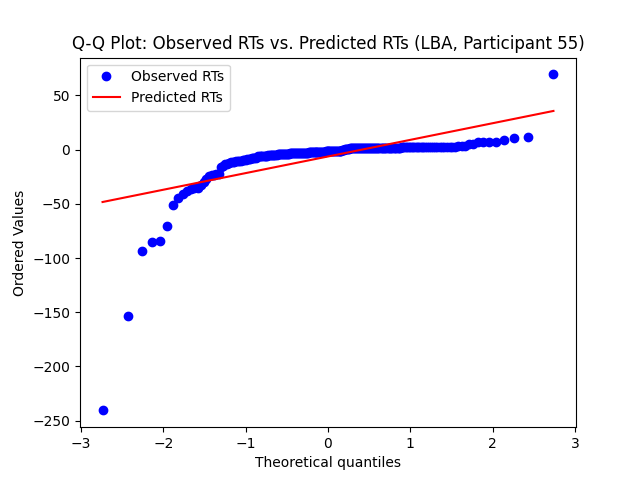 Q-Q Plot: Observed RTs vs. Predicted RTs (LBA, Participant 55)
Observed RTs
Predicted RTs
Ordered Values
50
0
−50
−100
−150
−200
−250
−3 −2 −1 0 1 2 3
Theoretical quantiles